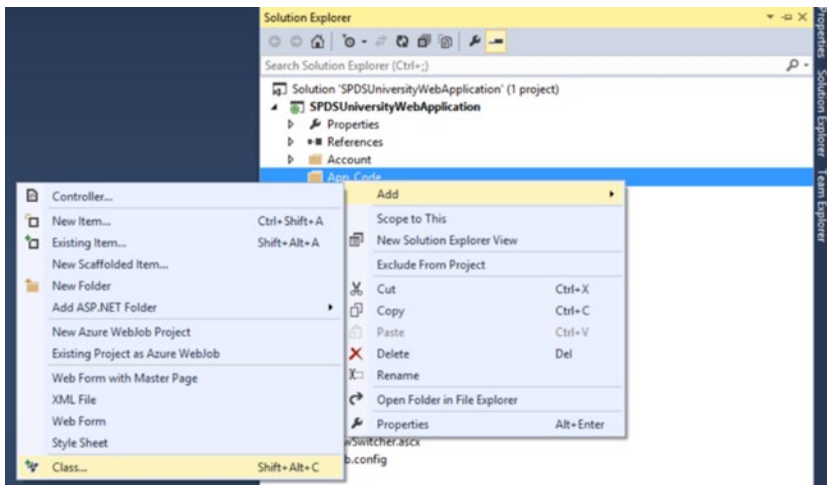 Solution Explorer
Search Solution Explorer (Ctrl+;)
Solution 'SPDSUniversityWebApplication' (1 project)
SPDSUniversityWebApplication
Properties
References
Account
App_Code
Add
Scope to This
New Solution Explorer View
Exclude From Project
Cut Ctrl+X
Copy Ctrl+C
Paste Ctrl+V
Delete Del
Rename
Open Folder in File Explorer
Properties Alt+Enter
Controller...
New Item... Ctrl+Shift+A
Existing Item... Shift+Alt+A
New Scaffolded Item...
New Folder
Add ASP.NET Folder
New Azure WebJob Project
Existing Project as Azure WebJob
Web Form with Master Page
XML File
Web Form
Style Sheet
Class... Shift+Alt+C
wSwitcher.ascx
b.config
Properties
Solution Explorer
Team Explorer